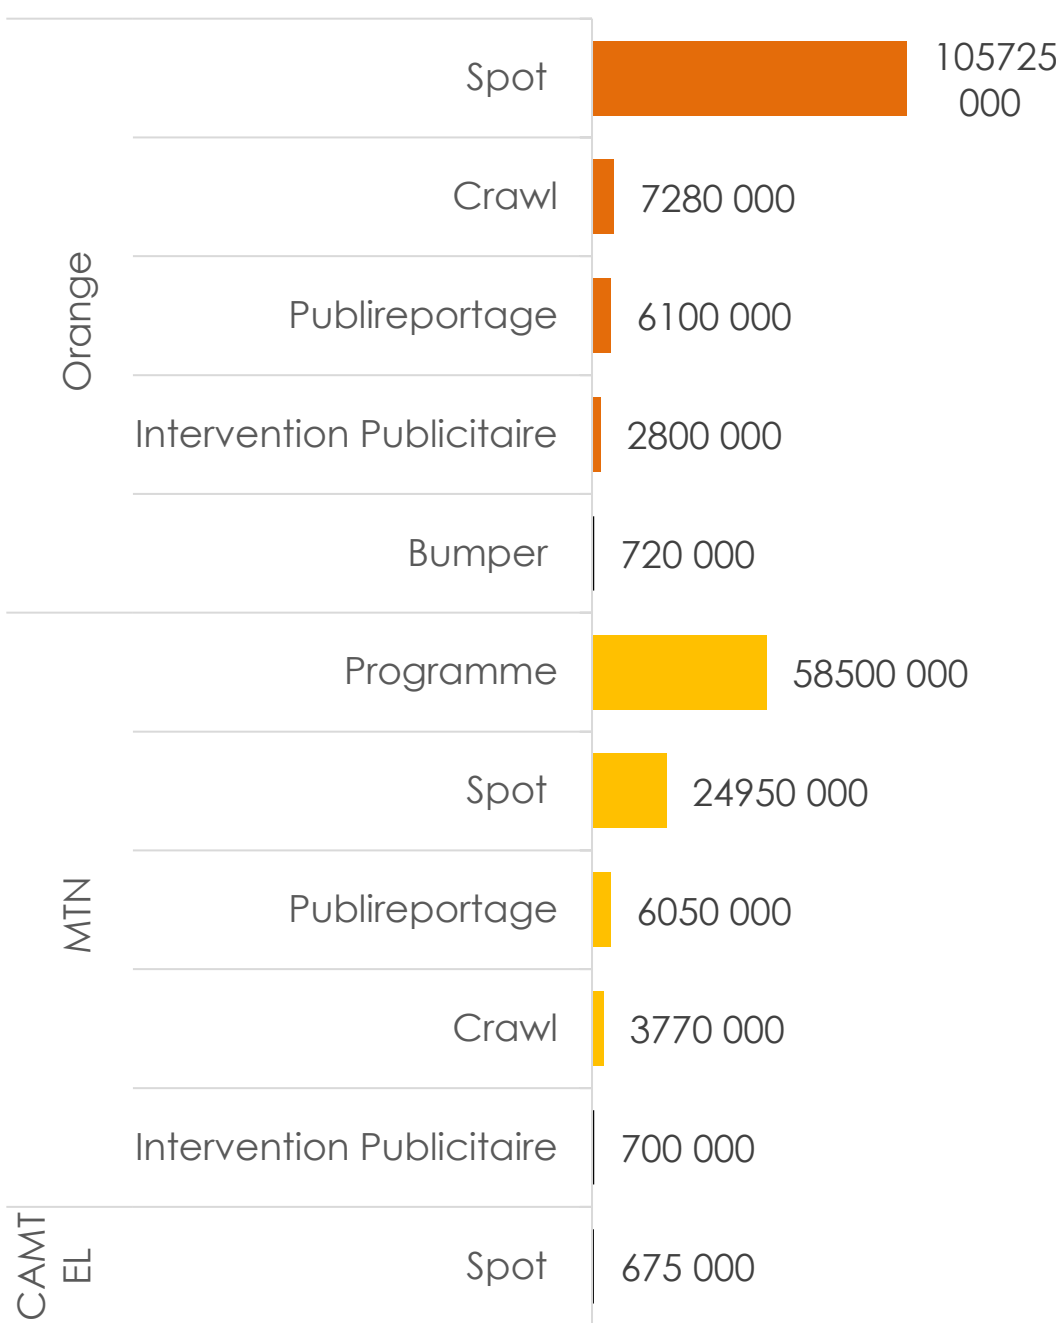 Orange
Spot
105725
000
Crawl
7280 000
Publireportage
6100 000
Intervention Publicitaire
2800 000
Bumper
720 000
MTN
Programme
58500 000
Spot
24950 000
Publireportage
6050 000
Crawl
3770 000
Intervention Publicitaire
700 000
CAMT
EL
Spot
675 000